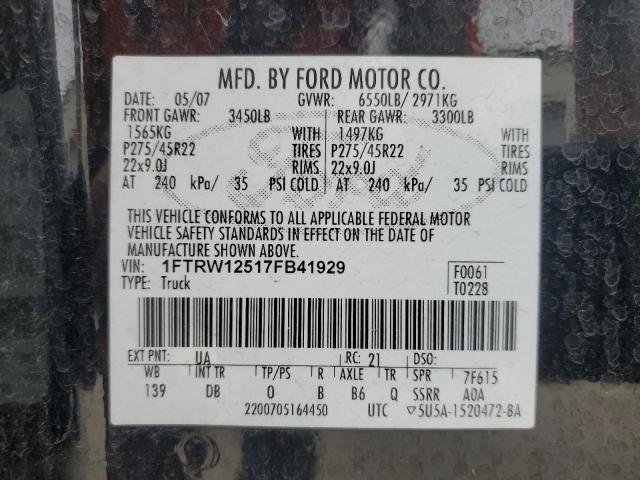 MFD. BY FORD MOTOR CO.
DATE: 05/07 GVWR: 6550LB/ 2971KG
FRONT GAWR: 3450LB REAR GAWR: 3300LB
1565KG WITH 1497KG WITH
P275/45R22 TIRES P275/45R22 TIRES
22x9.0J RIMS 22x9.0J RIMS
AT 240 kPa/ 35 PSI COLD AT 240 kPa/ 35 PSI COLD
Ford
THIS VEHICLE CONFORMS TO ALL APPLICABLE FEDERAL MOTOR
VEHICLE SAFETY STANDARDS IN EFFECT ON THE DATE OF
MANUFACTURE SHOWN ABOVE.
VIN: 1FTRW12517FB41929 F0061
TYPE: Truck T0228
EXT PNT: UA RC: 21 DSO:
WB INT TR TP/PS R AXLE TR SPR 7F615
139 DB O B B6 Q SSRR AOA
2200705164450 UTC ▽5U5A-1520472-BA